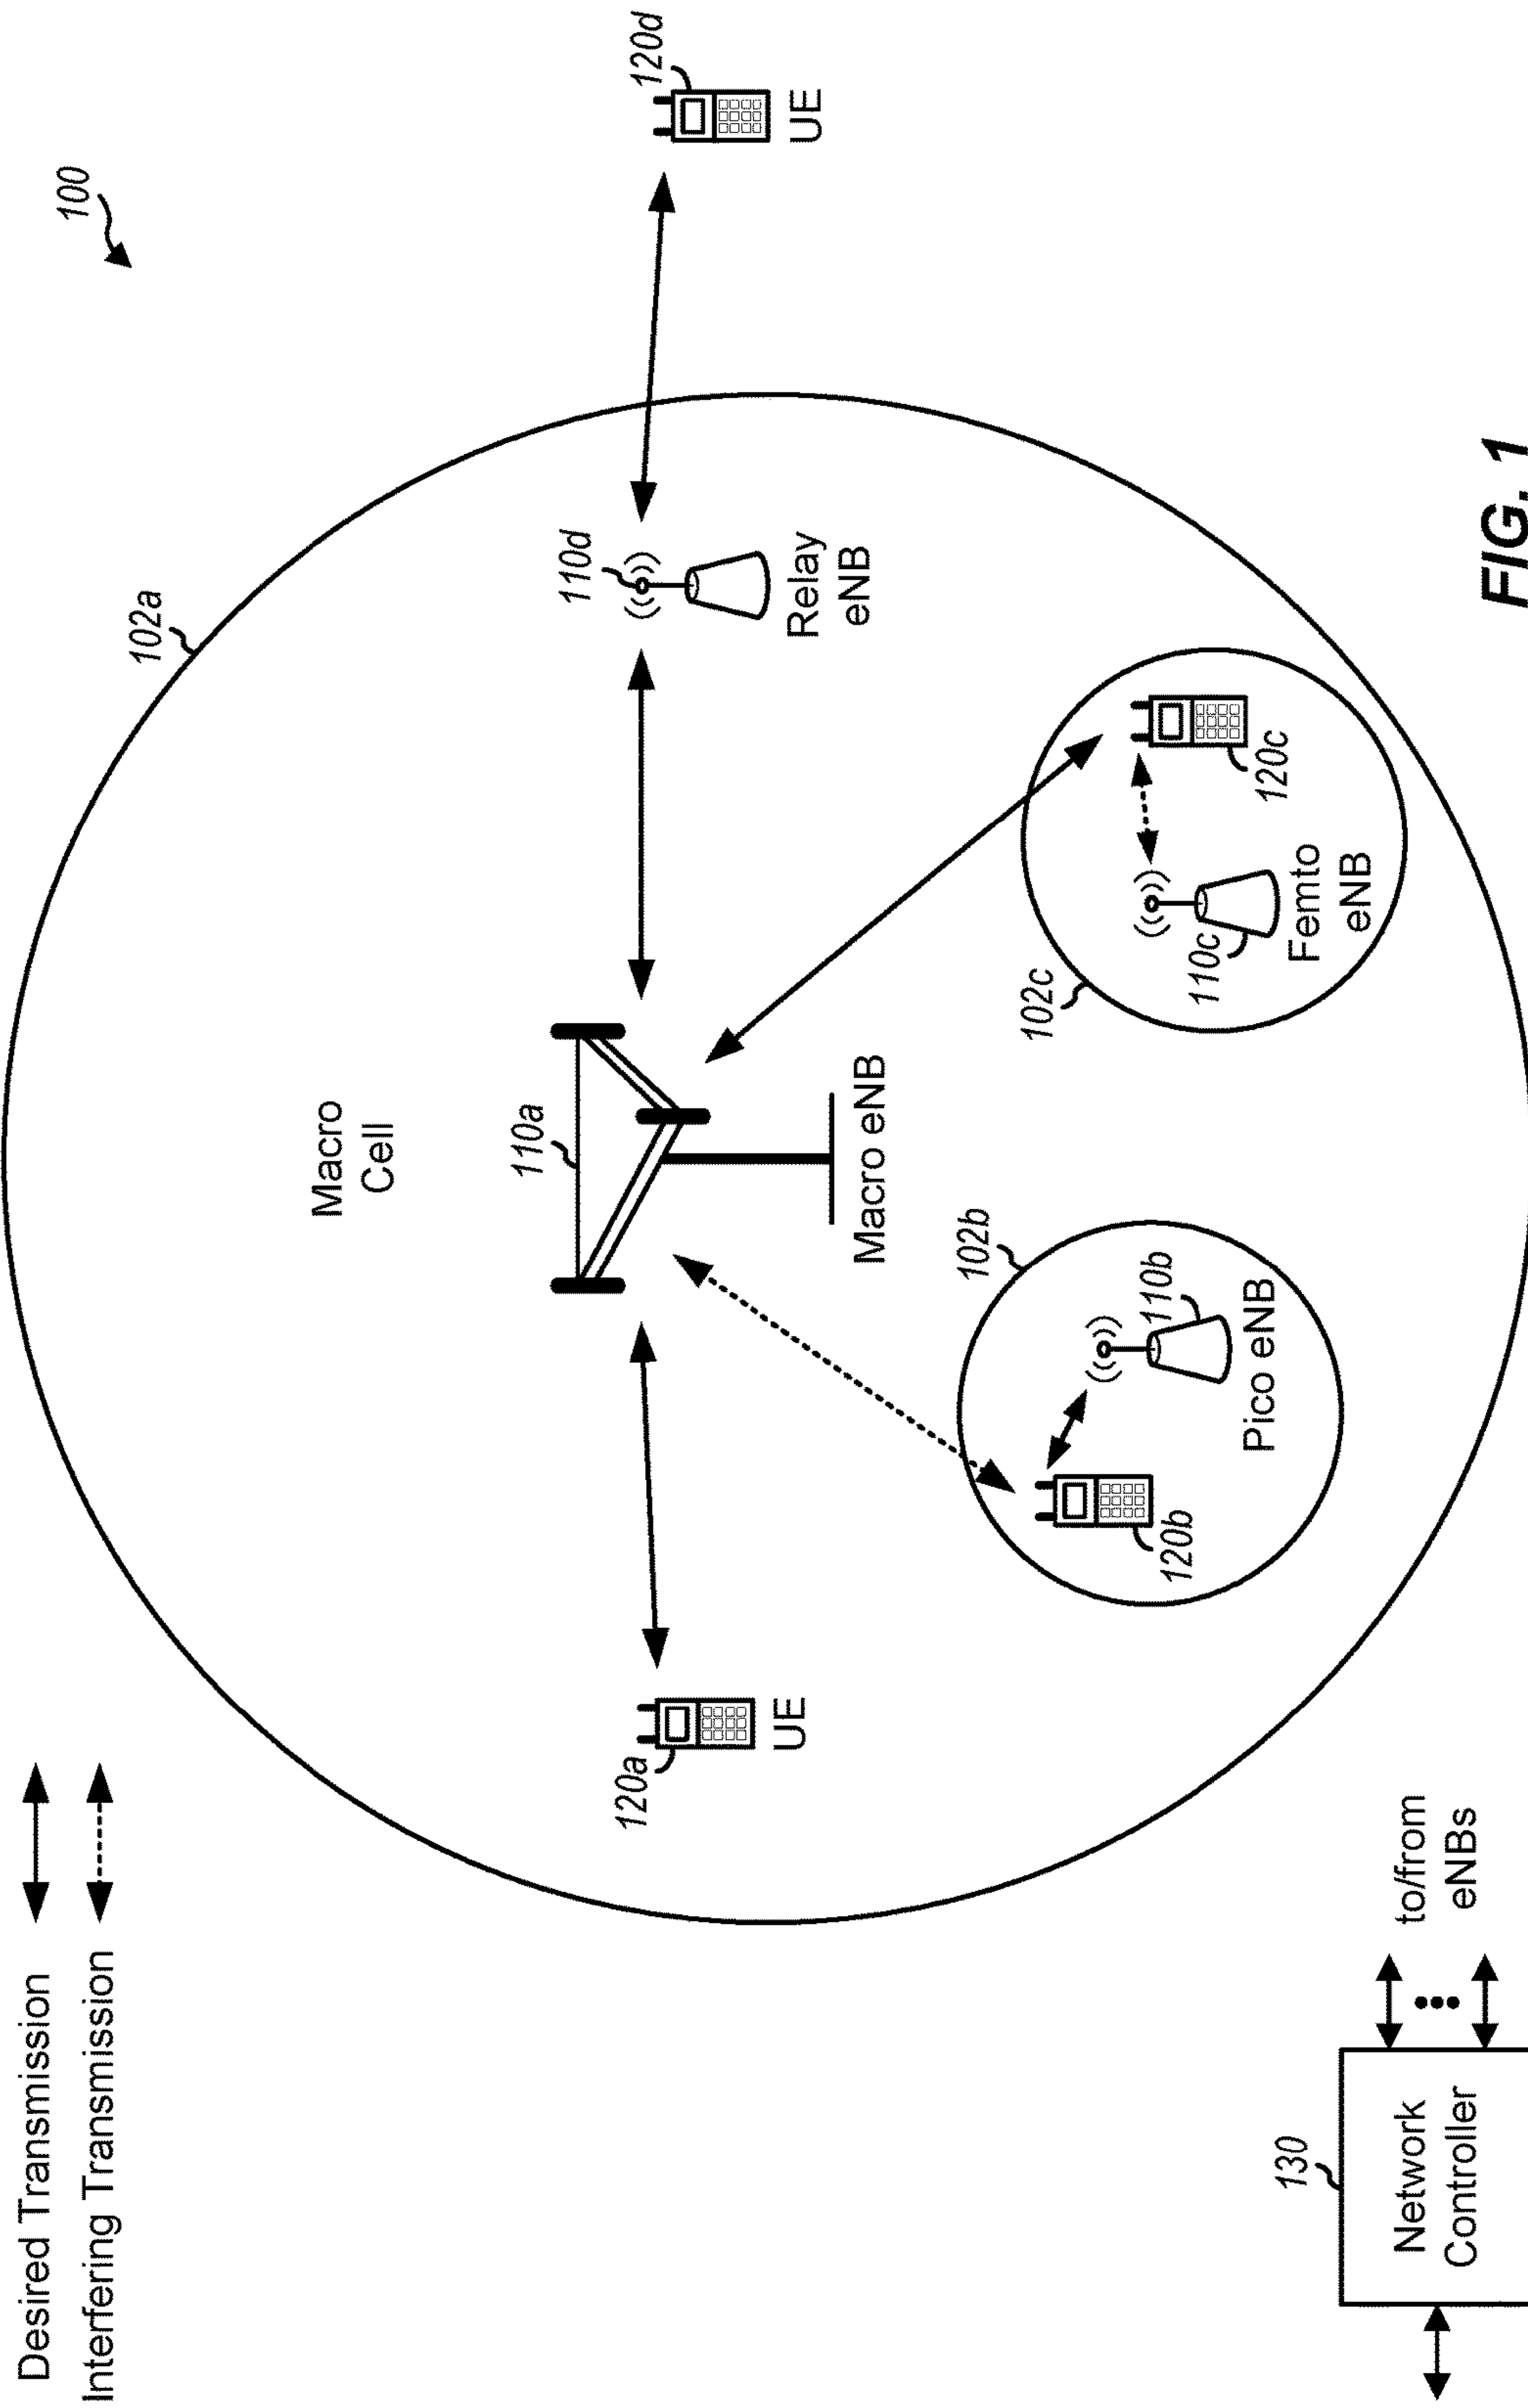 Desired Transmission
Interfering Transmission
100
102a
Macro
Cell
110a
110d
120d
120a
UE
Macro eNB
Relay
eNB
UE
102b
102c
120b
110b
Pico eNB
110c
120c
Femto
eNB
130
Network
Controller
to/from
eNBs
FIG. 1